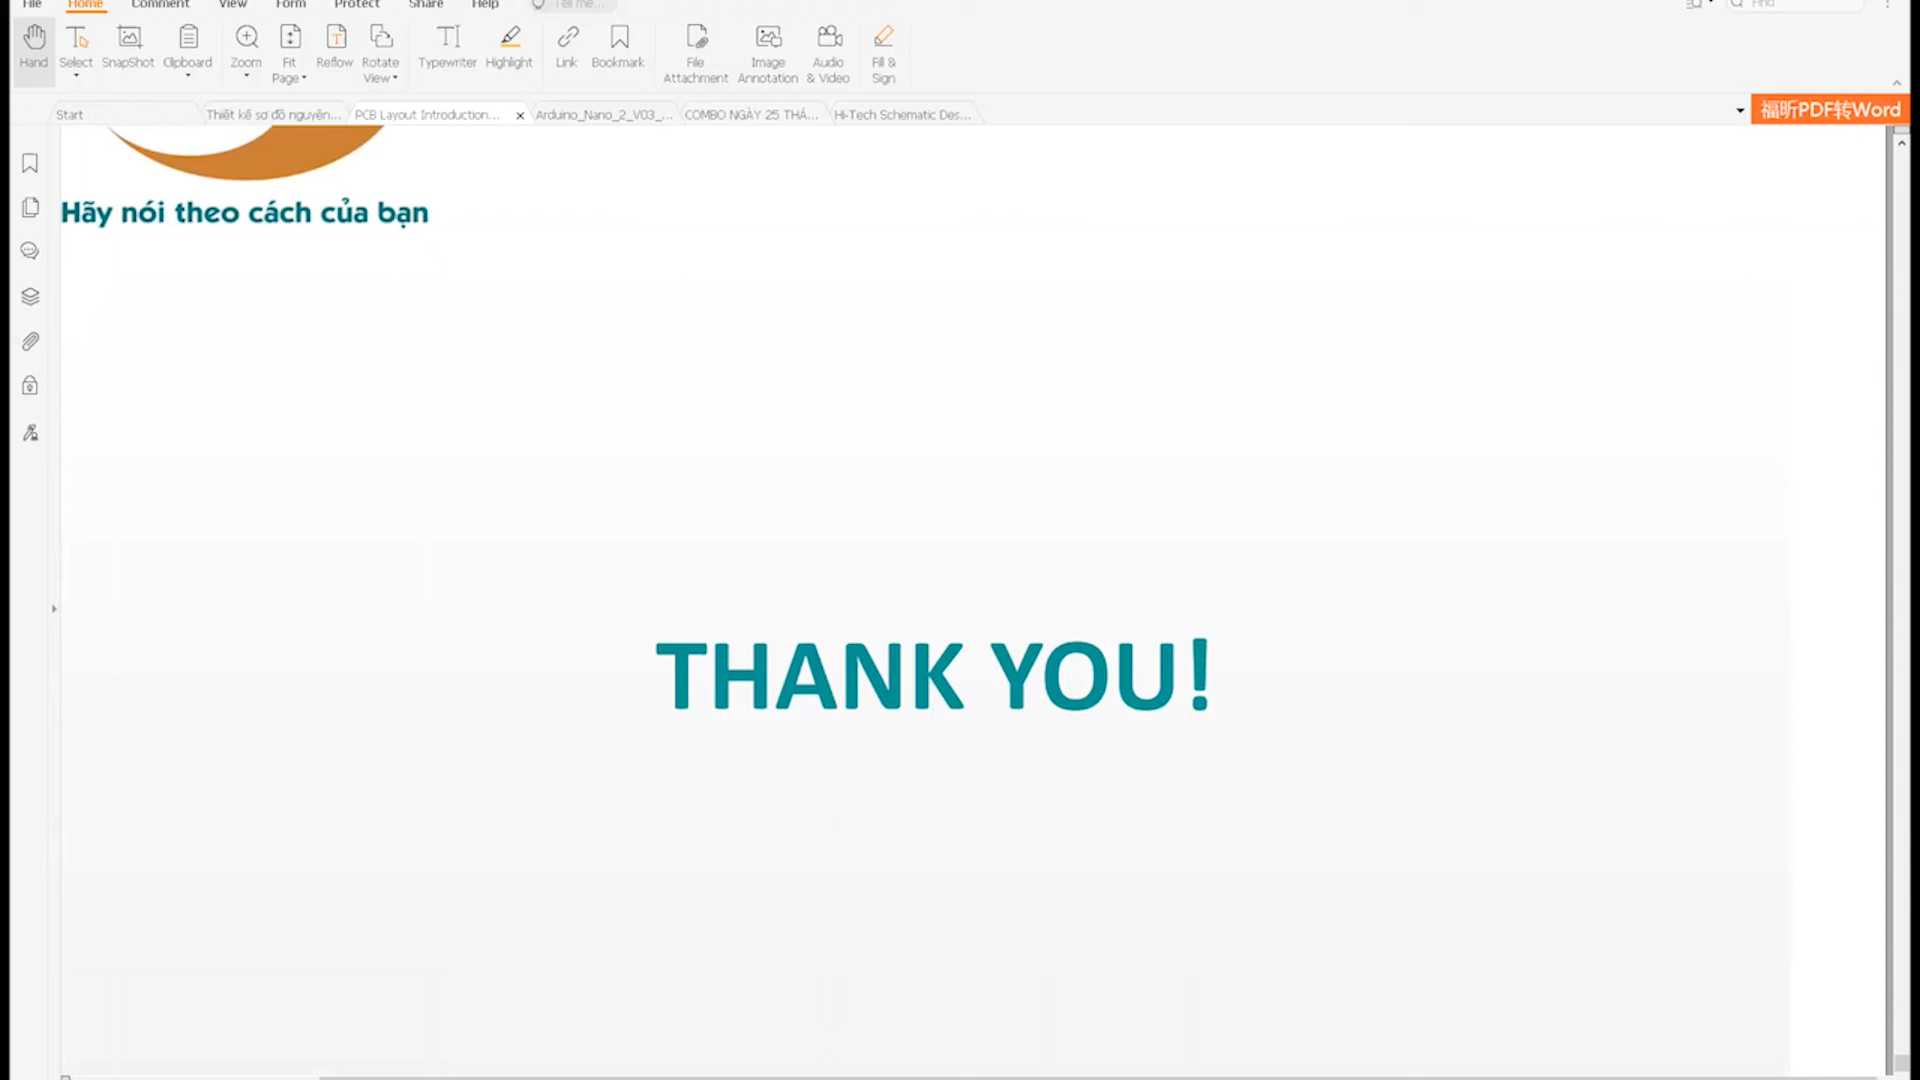 File Home Comment View Form Protect Share Help Tell me... Find
Hand Select SnapShot Clipboard Zoom Fit Page Reflow Rotate View Typewriter Highlight Link Bookmark File Attachment Image Annotation Audio & Video Fill & Sign
Start Thiết kế sơ đồ nguyên... PCB Layout Introduction... Arduino_Nano_2_V03_... COMBO NGÀY 25 THÁ... Hi-Tech Schematic Des... 福昕PDF转Word
Hãy nói theo cách của bạn
THANK YOU!